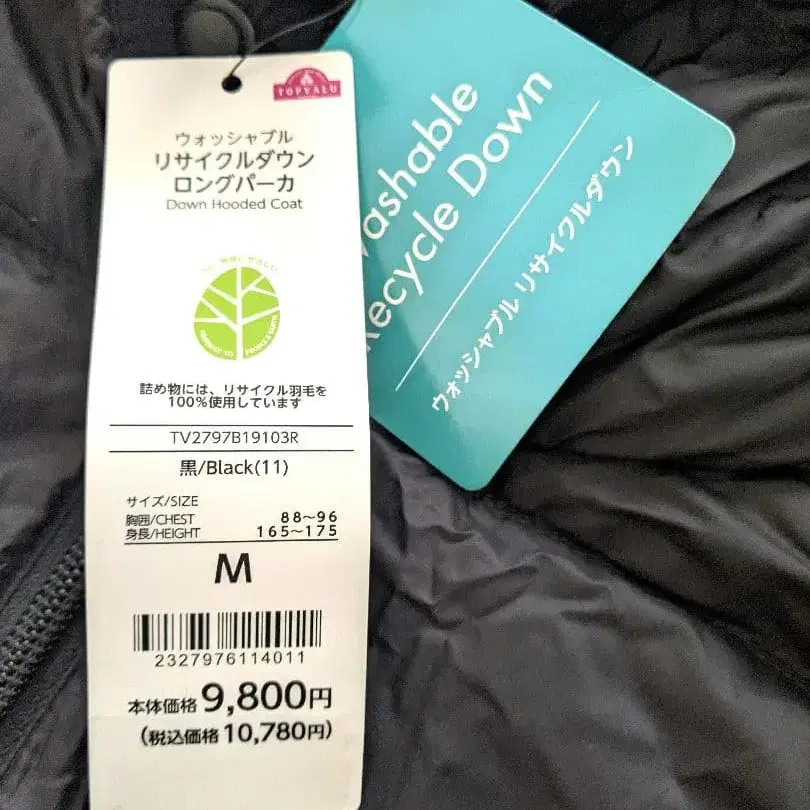 TOPVALU
ウォッシャブル
リサイクルダウン
ロングパーカ
Down Hooded Coat
詰め物には、リサイクル羽毛を
100%使用しています
TV2797B19103R
黒/Black(11)
サイズ/SIZE
胸囲/CHEST 88~96
身長/HEIGHT 165~175
M
2327976114011
本体価格 9,800円
(税込価格 10,780円)
Washable
Recycle Down
ウォッシャブル リサイクルダウン